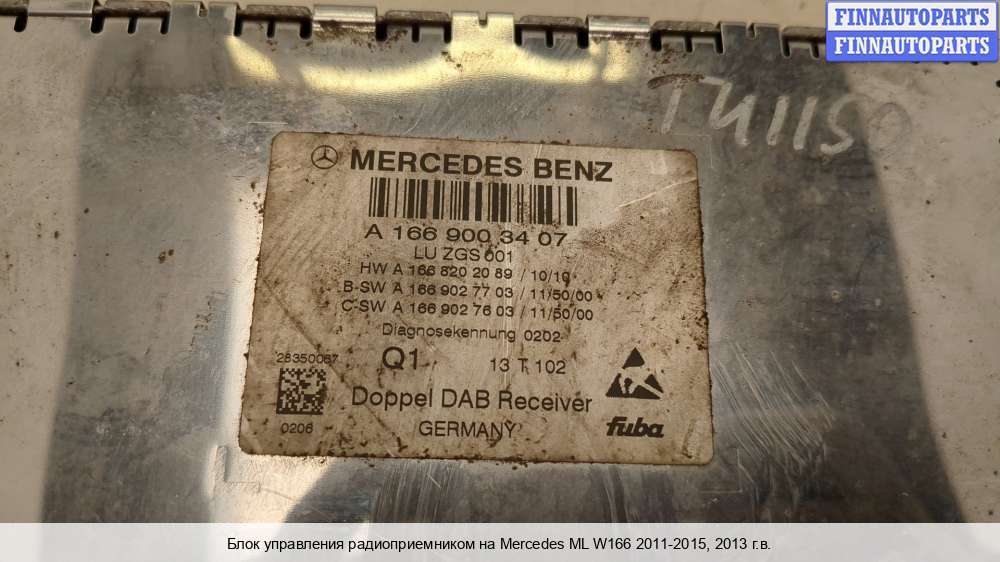 FINNAUTOPARTS
FINNAUTOPARTS
MERCEDES BENZ
A 166 900 34 07
LU ZGS 001
HW A 166 820 20 89 / 10/10
B-SW A 166 902 77 03 / 11/50/00
C-SW A 166 902 76 03 / 11/50/00
Diagnosekennung 0202
28350067
Q1 13 T 102
0206
Doppel DAB Receiver
GERMANY
fuba
Блок управления радиоприемником на Mercedes ML W166 2011-2015, 2013 г.в.